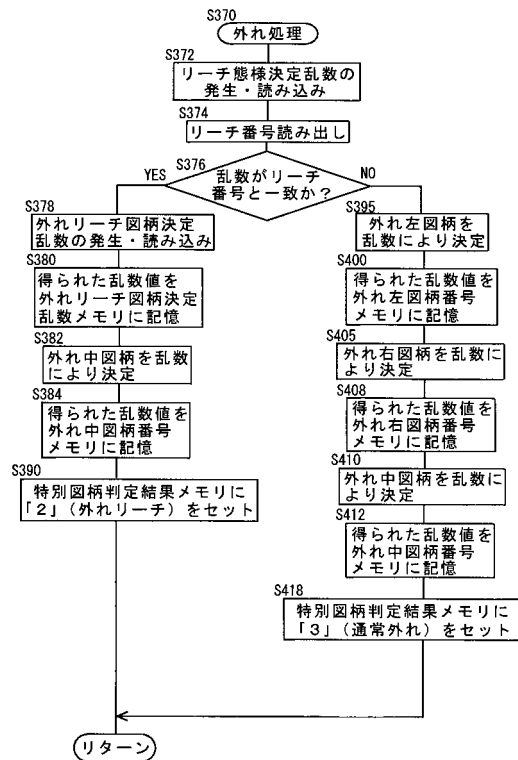 S370
外れ処理
S372
リーチ態様決定乱数の
発生・読み込み
S374
リーチ番号読み出し
S376
乱数がリーチ
番号と一致か?
YES
NO
S378
外れリーチ図柄決定
乱数の発生・読み込み
S380
得られた乱数値を
外れリーチ図柄決定
乱数メモリに記憶
S382
外れ中図柄を乱数
により決定
S384
得られた乱数値を
外れ中図柄番号
メモリに記憶
S390
特別図柄判定結果メモリに
「2」(外れリーチ)をセット
S395
外れ左図柄を
乱数により決定
S400
得られた乱数値を
外れ左図柄番号
メモリに記憶
S405
外れ右図柄を乱数に
より決定
S408
得られた乱数値を
外れ右図柄番号
メモリに記憶
S410
外れ中図柄を乱数に
より決定
S412
得られた乱数値を
外れ中図柄番号
メモリに記憶
S418
特別図柄判定結果メモリに
「3」(通常外れ)をセット
リターン